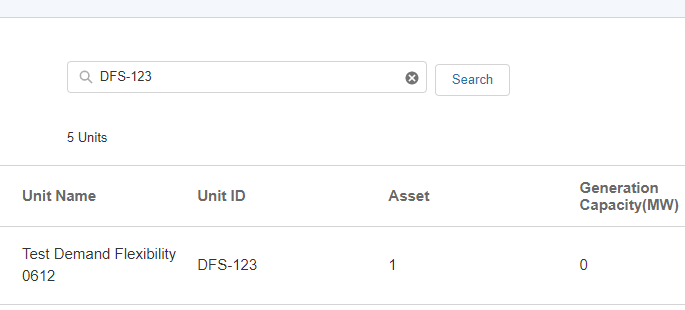 DFS-123
Search
5 Units
Unit Name
Unit ID
Asset
Generation
Capacity(MW)
Test Demand Flexibility
0612
DFS-123
1
0